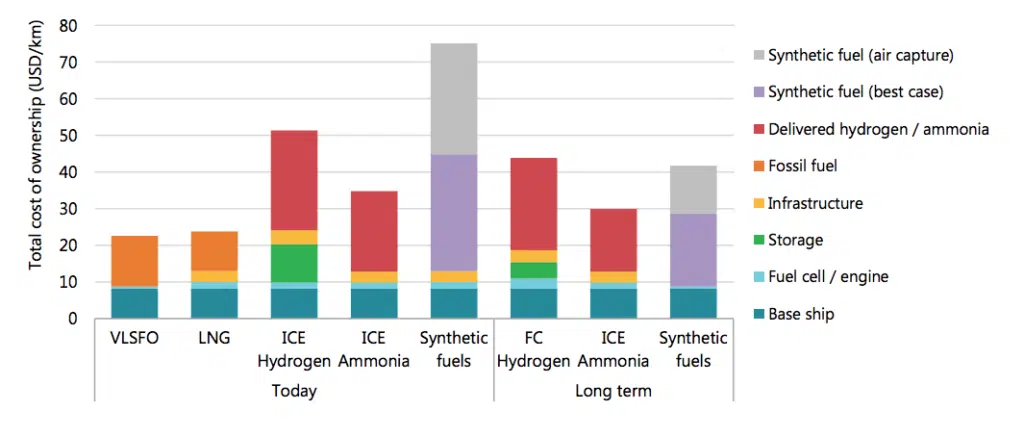 Total cost of ownership (USD/km)
80
70
60
50
40
30
20
10
0
VLSFO
LNG
ICE
Hydrogen
ICE
Ammonia
Synthetic
fuels
FC
Hydrogen
ICE
Ammonia
Synthetic
fuels
Today
Long term
Synthetic fuel (air capture)
Synthetic fuel (best case)
Delivered hydrogen / ammonia
Fossil fuel
Infrastructure
Storage
Fuel cell / engine
Base ship